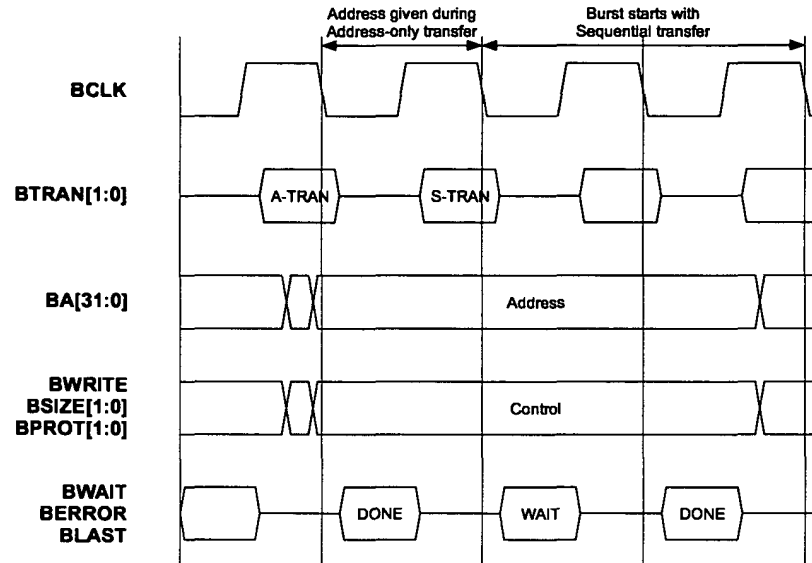 Address given during
Address-only transfer
Burst starts with
Sequential transfer
BCLK
BTRAN[1:0]
A-TRAN
S-TRAN
BA[31:0]
Address
BWRITE
BSIZE[1:0]
BPROT[1:0]
Control
BWAIT
BERROR
BLAST
DONE
WAIT
DONE